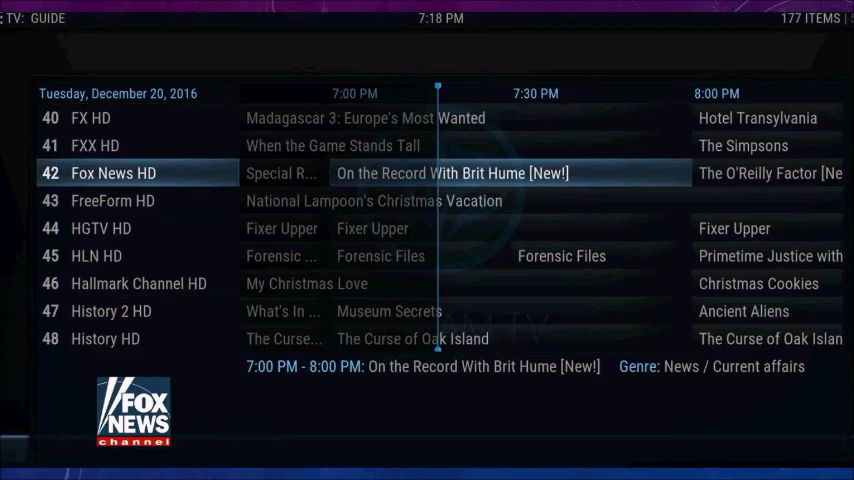 TV: GUIDE 7:18 PM 177 ITEMS |
Tuesday, December 20, 2016 7:00 PM 7:30 PM 8:00 PM
40 FX HD Madagascar 3: Europe's Most Wanted Hotel Transylvania
41 FXX HD When the Game Stands Tall The Simpsons
42 Fox News HD Special R... On the Record With Brit Hume [New!] The O'Reilly Factor [Ne
43 FreeForm HD National Lampoon's Christmas Vacation
44 HGTV HD Fixer Upper Fixer Upper Fixer Upper
45 HLN HD Forensic ... Forensic Files Forensic Files Primetime Justice with
46 Hallmark Channel HD My Christmas Love Christmas Cookies
47 History 2 HD What's In ... Museum Secrets Ancient Aliens
48 History HD The Curse... The Curse of Oak Island The Curse of Oak Islan
7:00 PM - 8:00 PM: On the Record With Brit Hume [New!] Genre: News / Current affairs
FOX
NEWS
channel